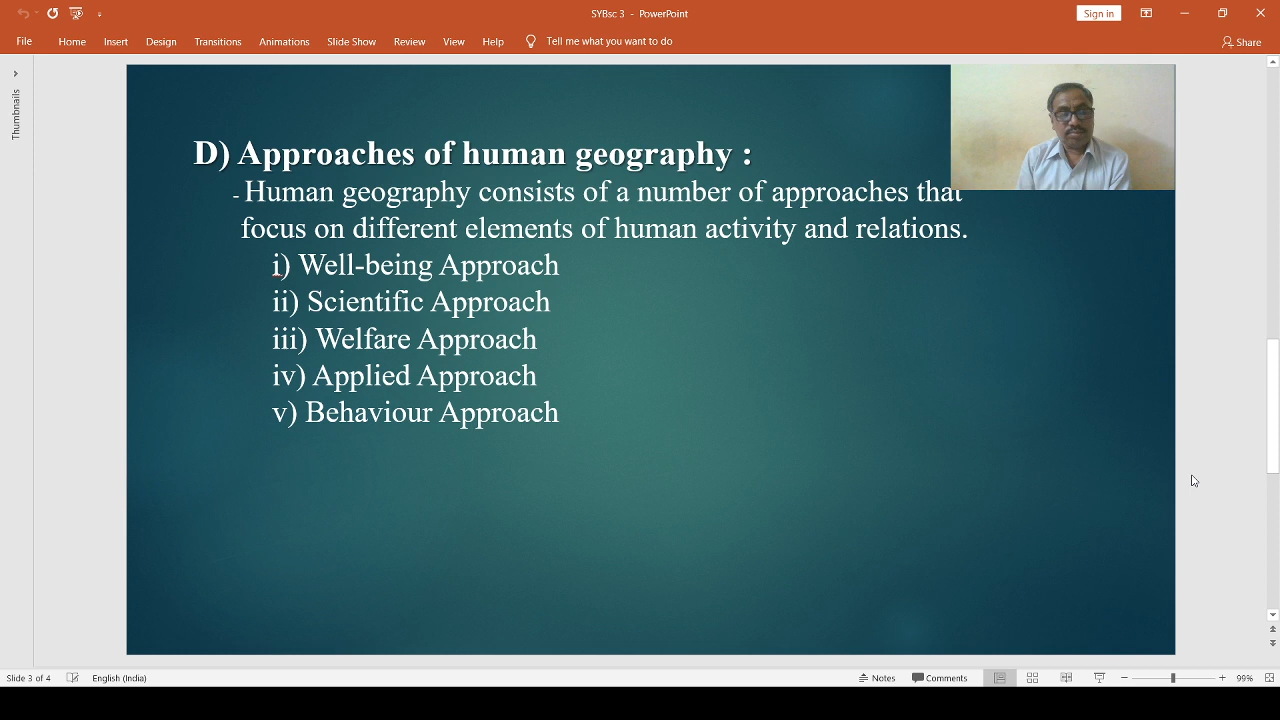 SYBsc 3 - PowerPoint
Sign in
File Home Insert Design Transitions Animations Slide Show Review View Help Tell me what you want to do
Share
Thumbnails
D) Approaches of human geography :
- Human geography consists of a number of approaches that
focus on different elements of human activity and relations.
i) Well-being Approach
ii) Scientific Approach
iii) Welfare Approach
iv) Applied Approach
v) Behaviour Approach
Slide 3 of 4 English (India) Notes Comments 99%